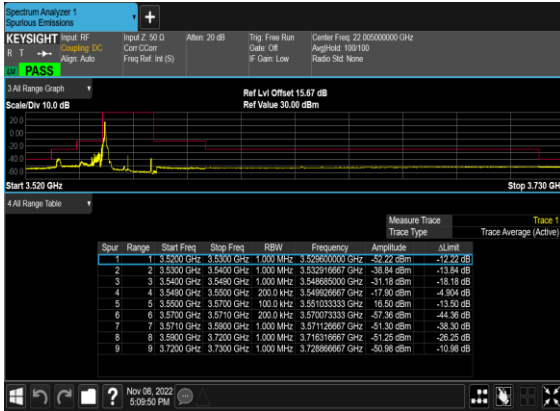 Spectrum Analyzer 1
Spurious Emissions
+
KEYSIGHT Input: RF Input Z: 50 Ω Atten: 20 dB Trig: Free Run Center Freq: 22.005000000 GHz
R T Coupling: DC Corr CCorr Gate: Off Avg|Hold: 100/100
Align: Auto Freq Ref: Int (S) IF Gain: Low Radio Std: None
PASS
3 All Range Graph
Ref Lvl Offset 15.67 dB
Scale/Div 10.0 dB Ref Value 30.00 dBm
20.0
0.00
-20.0
-40.0
-60.0
Start 3.520 GHz Stop 3.730 GH
4 All Range Table
Measure Trace Trace 1
Trace Type Trace Average (Active)
Spur Range Start Freq Stop Freq RBW Frequency Amplitude ΔLimit
1 1 3.5200 GHz 3.5300 GHz 1.000 MHz 3.529600000 GHz -52.22 dBm -12.22 dB
2 2 3.5300 GHz 3.5400 GHz 1.000 MHz 3.532916667 GHz -38.84 dBm -13.84 dB
3 3 3.5400 GHz 3.5490 GHz 1.000 MHz 3.548685000 GHz -31.18 dBm -18.18 dB
4 4 3.5490 GHz 3.5500 GHz 200.0 kHz 3.549926667 GHz -17.90 dBm -4.904 dB
5 5 3.5500 GHz 3.5700 GHz 100.0 kHz 3.551033333 GHz 16.50 dBm -13.50 dB
6 6 3.5700 GHz 3.5710 GHz 200.0 kHz 3.570073333 GHz -57.36 dBm -44.36 dB
7 7 3.5710 GHz 3.5900 GHz 1.000 MHz 3.571126667 GHz -51.30 dBm -38.30 dB
8 8 3.5900 GHz 3.7200 GHz 1.000 MHz 3.716316667 GHz -51.25 dBm -26.25 dB
9 9 3.7200 GHz 3.7300 GHz 1.000 MHz 3.728866667 GHz -50.98 dBm -10.98 dB
? Nov 08, 2022
5:09:50 PM